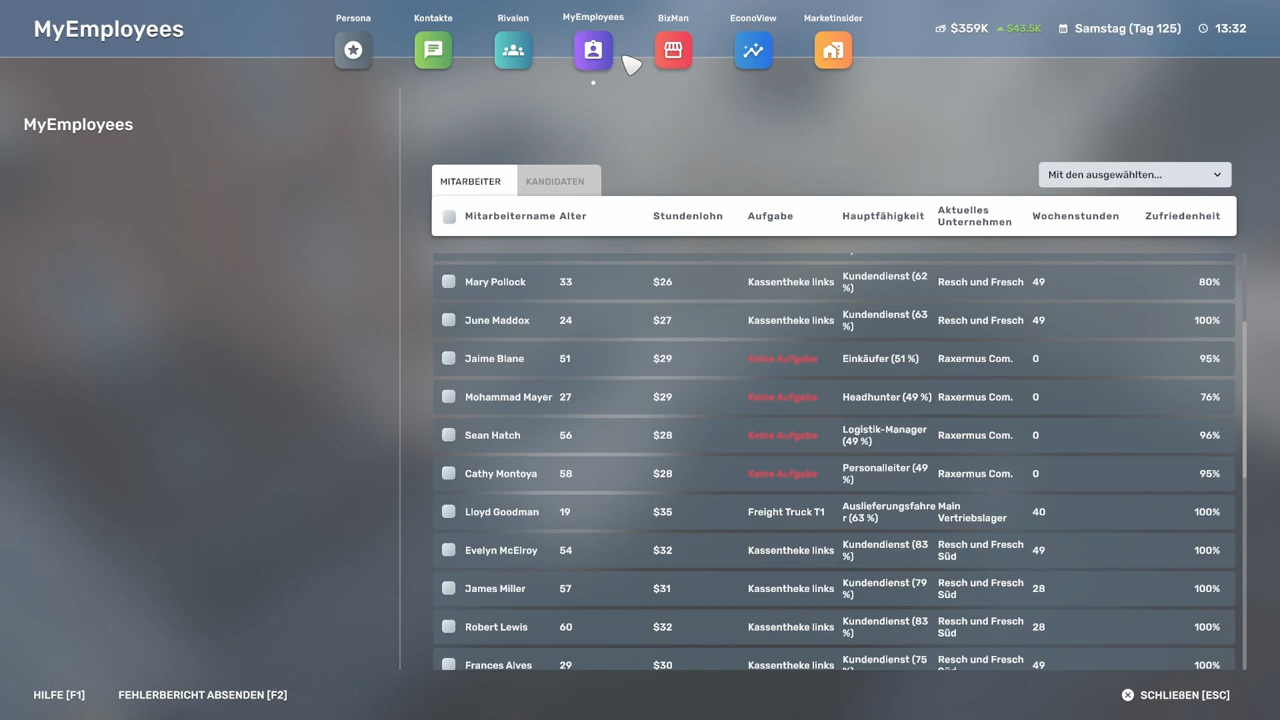 MyEmployees
Persona
Kontakte
Rivalen
MyEmployees
BizMan
EconoView
MarketInsider
$359K
$43.5K
Samstag (Tag 125)
13:32
MyEmployees
MITARBEITER
KANDIDATEN
Mit den ausgewählten...
Mitarbeitername Alter Stundenlohn Aufgabe Hauptfähigkeit Aktuelles Unternehmen Wochenstunden Zufriedenheit
Mary Pollock 33 $26 Kassentheke links Kundendienst (62 %) Resch und Fresch 49 80%
June Maddox 24 $27 Kassentheke links Kundendienst (63 %) Resch und Fresch 49 100%
Jaime Blane 51 $29 Keine Aufgabe Einkäufer (51 %) Raxermus Com. 0 95%
Mohammad Mayer 27 $29 Keine Aufgabe Headhunter (49 %) Raxermus Com. 0 76%
Sean Hatch 56 $28 Keine Aufgabe Logistik-Manager (49 %) Raxermus Com. 0 96%
Cathy Montoya 58 $28 Keine Aufgabe Personalleiter (49 %) Raxermus Com. 0 95%
Lloyd Goodman 19 $35 Freight Truck T1 Auslieferungsfahrer (63 %) Main Vertriebslager 40 100%
Evelyn McElroy 54 $32 Kassentheke links Kundendienst (83 %) Resch und Fresch Süd 49 100%
James Miller 57 $31 Kassentheke links Kundendienst (79 %) Resch und Fresch Süd 28 100%
Robert Lewis 60 $32 Kassentheke links Kundendienst (83 %) Resch und Fresch Süd 28 100%
Frances Alves 29 $30 Kassentheke links Kundendienst (75 %) Resch und Fresch Süd 49 100%
HILFE [F1]
FEHLERBERICHT ABSENDEN [F2]
SCHLIEßEN [ESC]